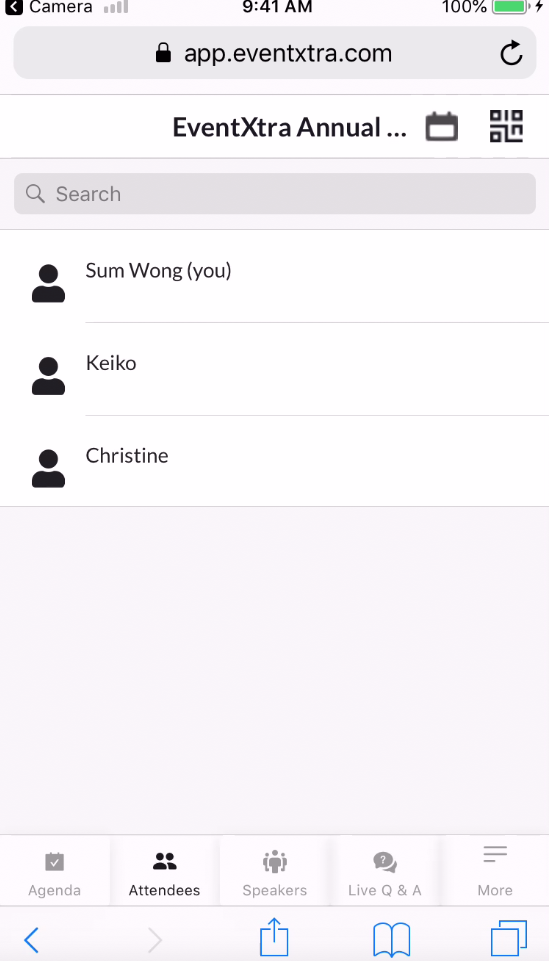 Camera
9:41 AM
100%
app.eventxtra.com
EventXtra Annual ...
Search
Sum Wong (you)
Keiko
Christine
Agenda
Attendees
Speakers
?
Live Q & A
More